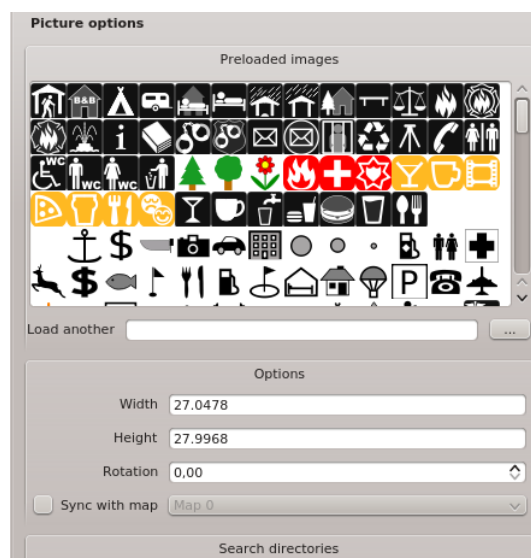 Picture options
Preloaded images
B&B
i
WC
WC WC
$
$ P
Load another ...
Options
Width 27.0478
Height 27.9968
Rotation 0,00
Sync with map Map 0
Search directories